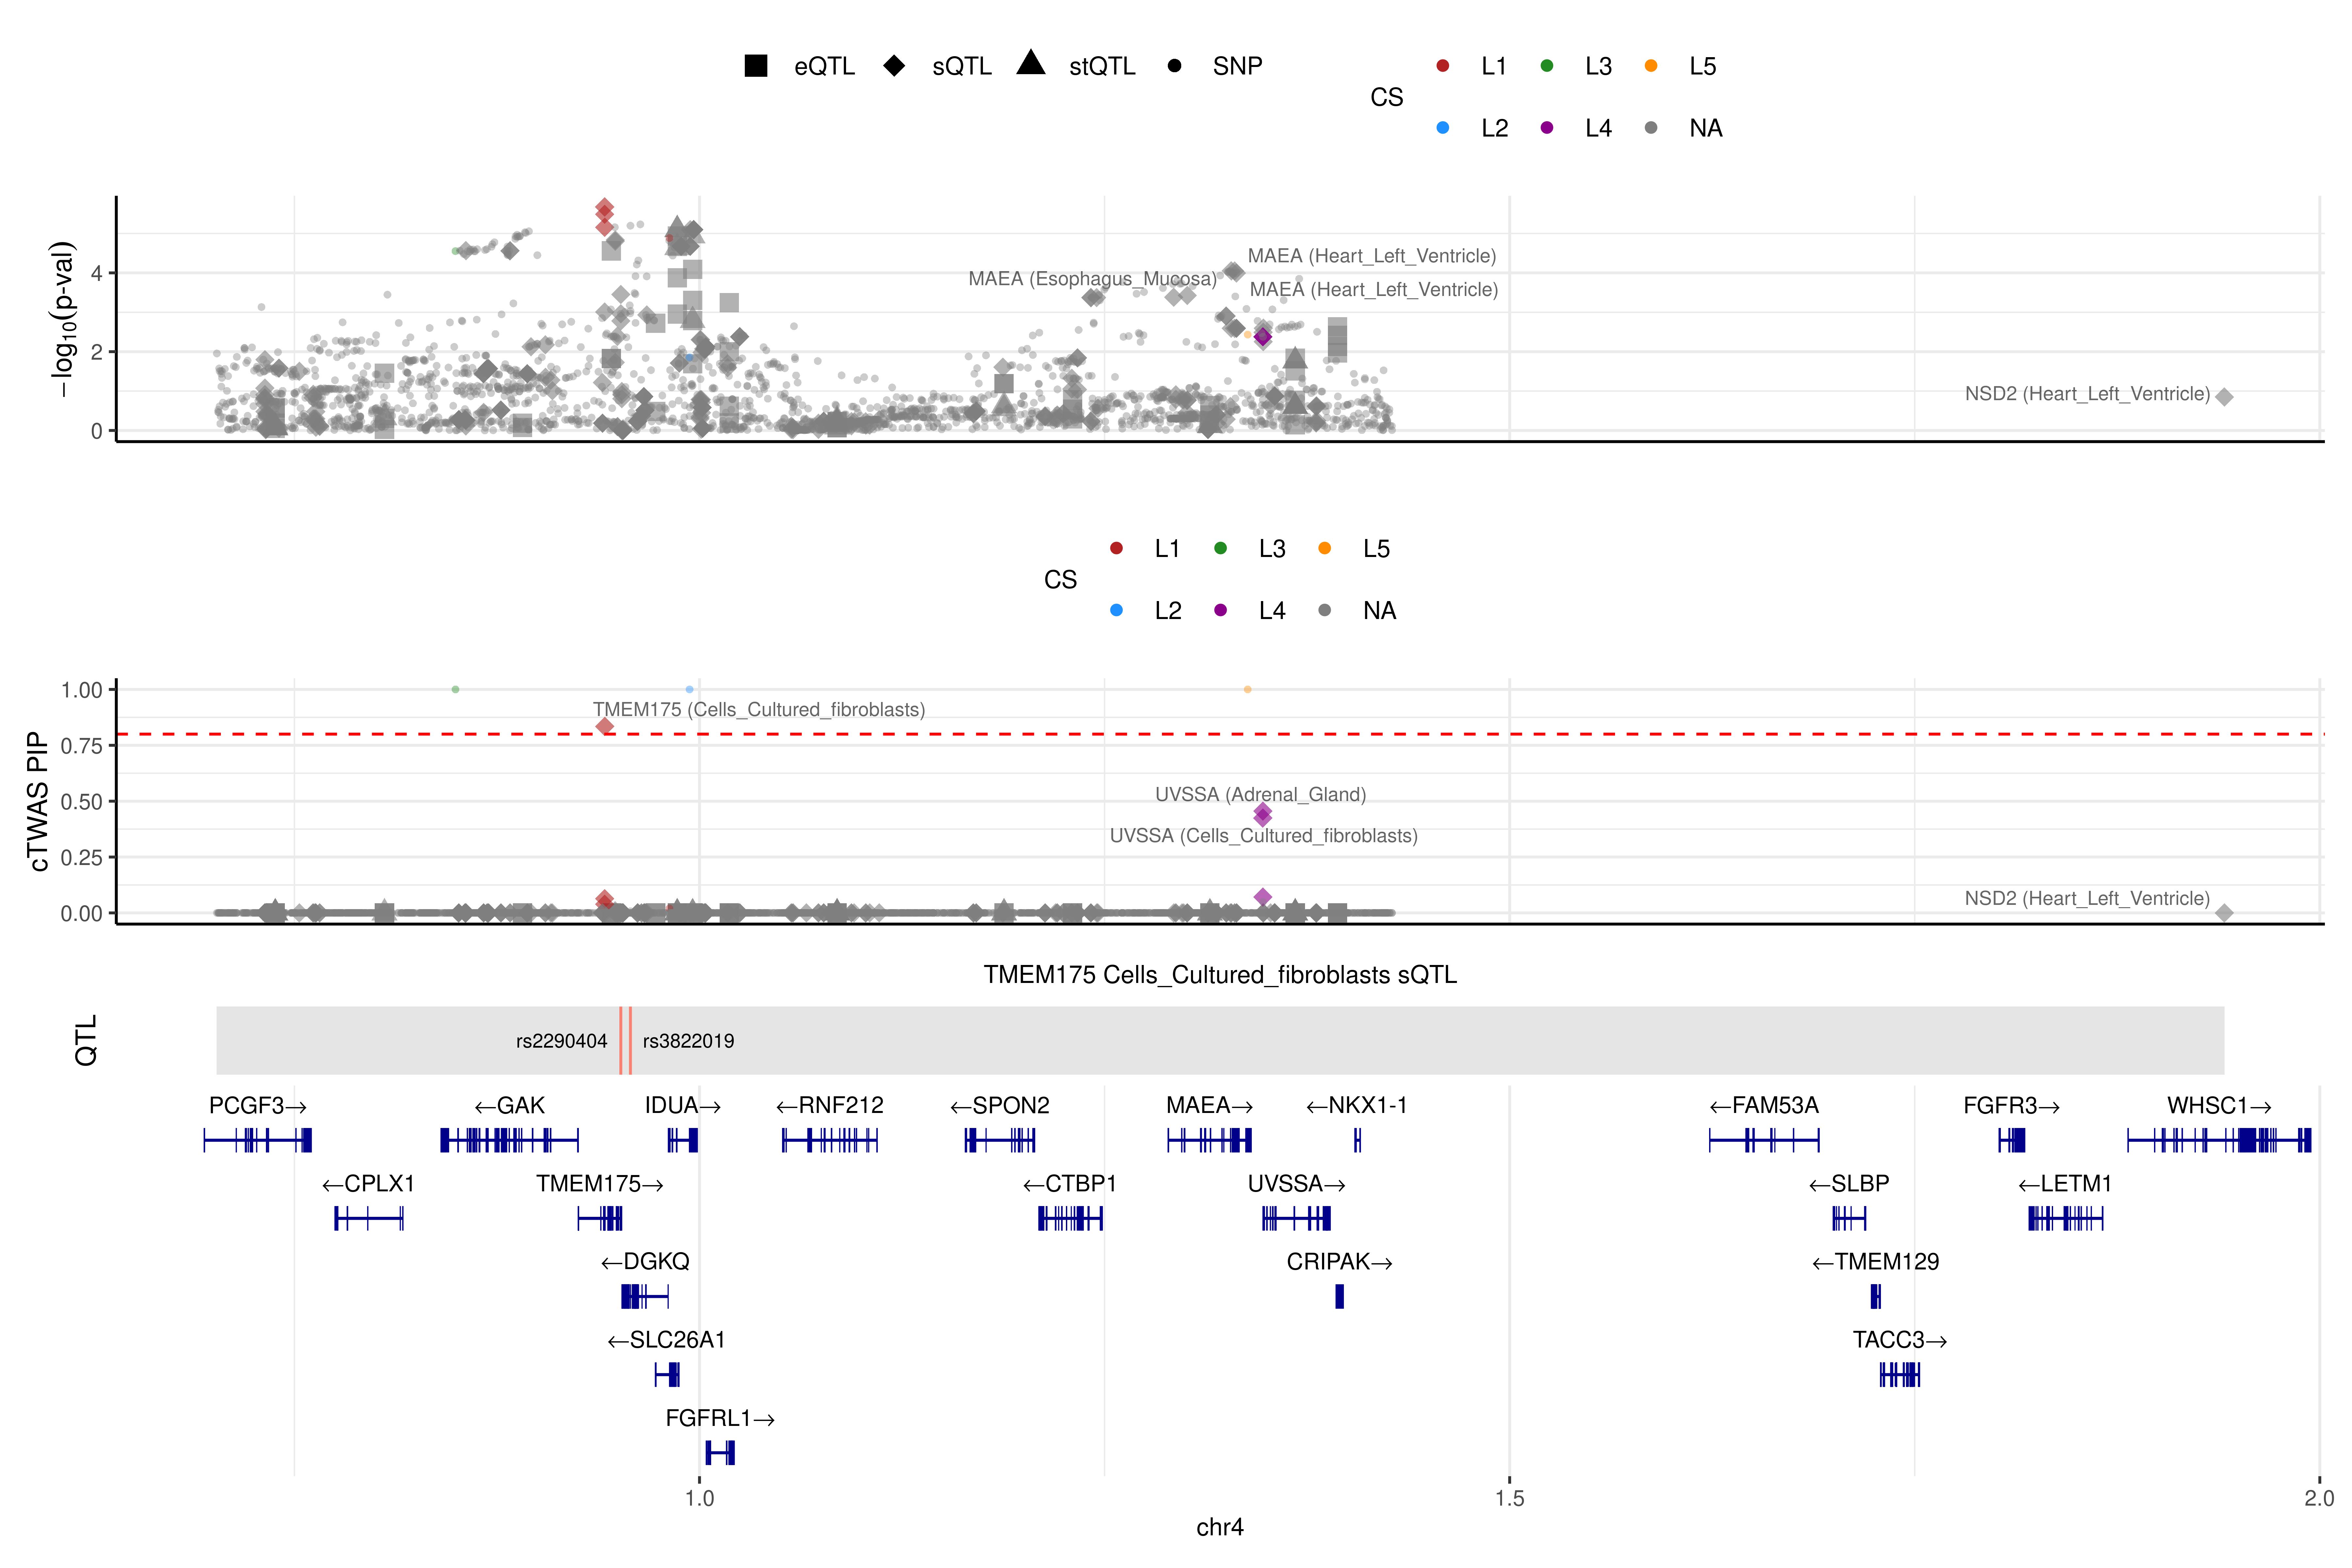 eQTL sQTL stQTL SNP
CS
L1 L3 L5
L2 L4 NA
−log10(p-val)
4
2
0
MAEA (Heart_Left_Ventricle)
MAEA (Esophagus_Mucosa)
MAEA (Heart_Left_Ventricle)
NSD2 (Heart_Left_Ventricle)
CS
L1 L3 L5
L2 L4 NA
cTWAS PIP
1.00
0.75
0.50
0.25
0.00
TMEM175 (Cells_Cultured_fibroblasts)
UVSSA (Adrenal_Gland)
UVSSA (Cells_Cultured_fibroblasts)
NSD2 (Heart_Left_Ventricle)
TMEM175 Cells_Cultured_fibroblasts sQTL
QTL
rs2290404 rs3822019
PCGF3→ ←GAK IDUA→ ←RNF212 ←SPON2 MAEA→ ←NKX1-1 ←FAM53A FGFR3→ WHSC1→
←CPLX1 TMEM175→ ←CTBP1 UVSSA→ ←SLBP ←LETM1
←DGKQ CRIPAK→ ←TMEM129
←SLC26A1 TACC3→
FGFRL1→
1.0 1.5 2.0
chr4